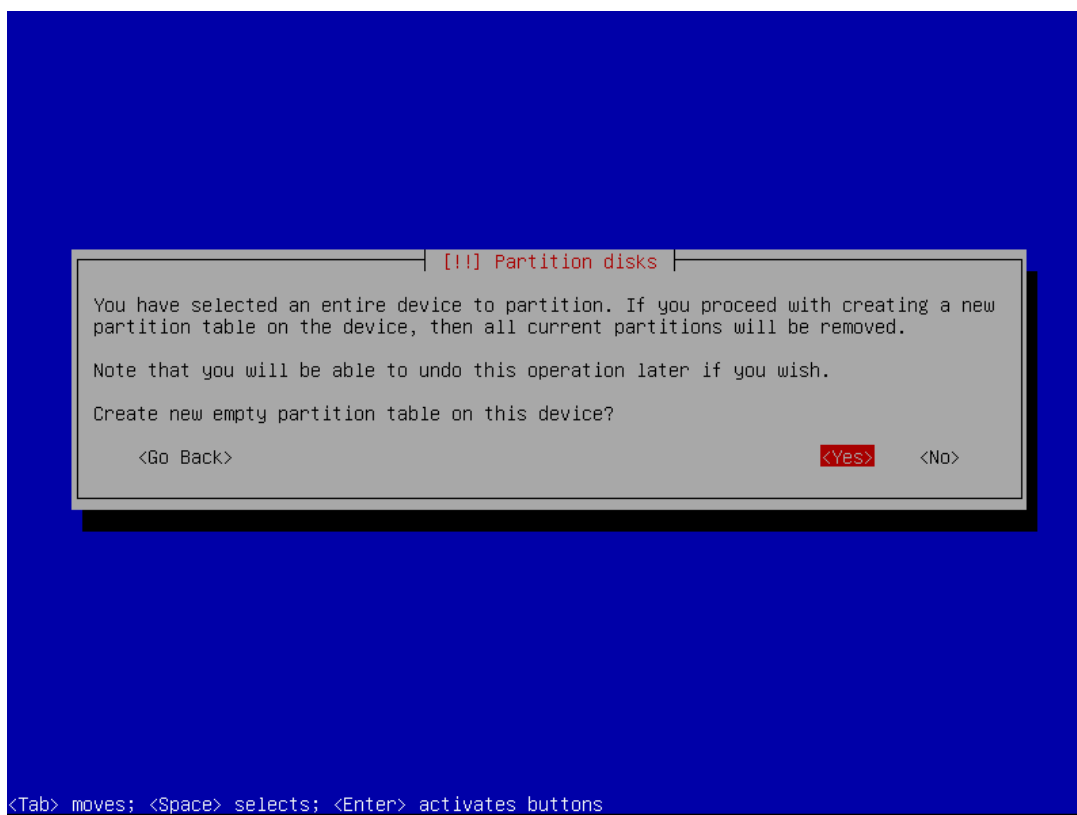 [!!] Partition disks
You have selected an entire device to partition. If you proceed with creating a new
partition table on the device, then all current partitions will be removed.
Note that you will be able to undo this operation later if you wish.
Create new empty partition table on this device?
<Go Back> <Yes> <No>
<Tab> moves; <Space> selects; <Enter> activates buttons